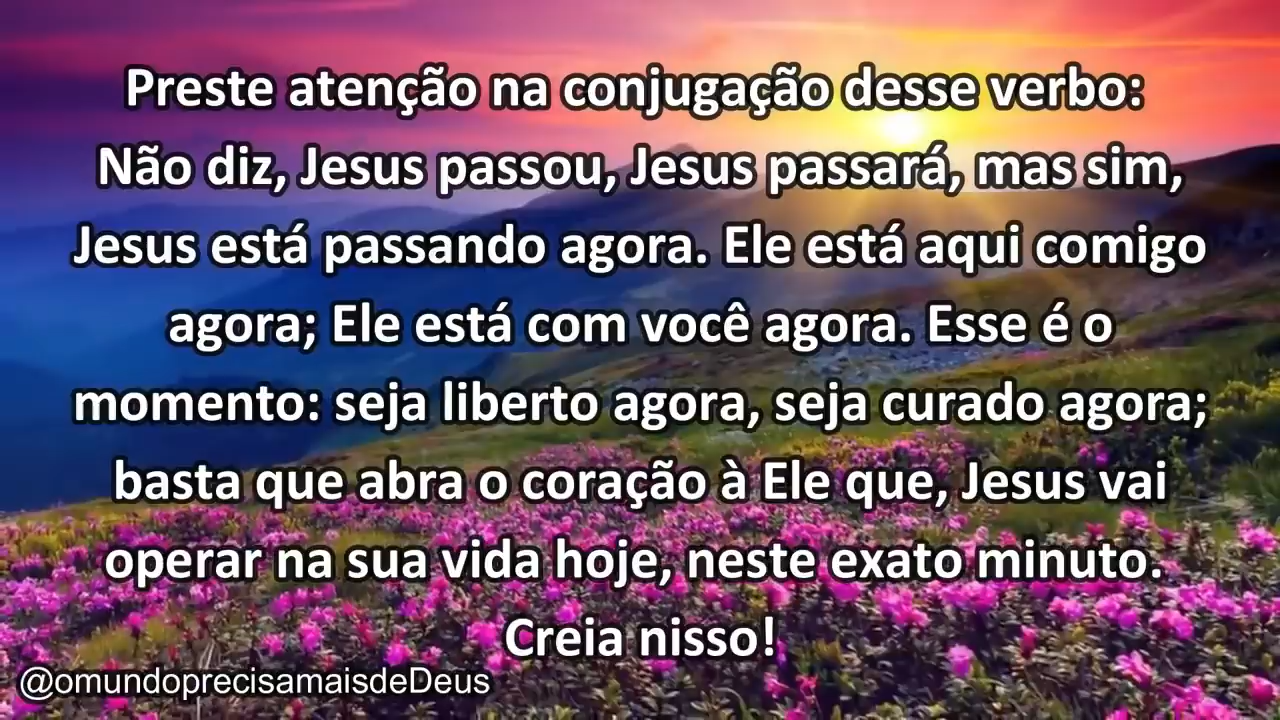 Preste atenção na conjugação desse verbo:
Não diz, Jesus passou, Jesus passará, mas sim,
Jesus está passando agora. Ele está aqui comigo
agora; Ele está com você agora. Esse é o
momento: seja liberto agora, seja curado agora;
basta que abra o coração à Ele que, Jesus vai
operar na sua vida hoje, neste exato minuto.
Creia nisso!
@omundoprecisamaisdeDeus